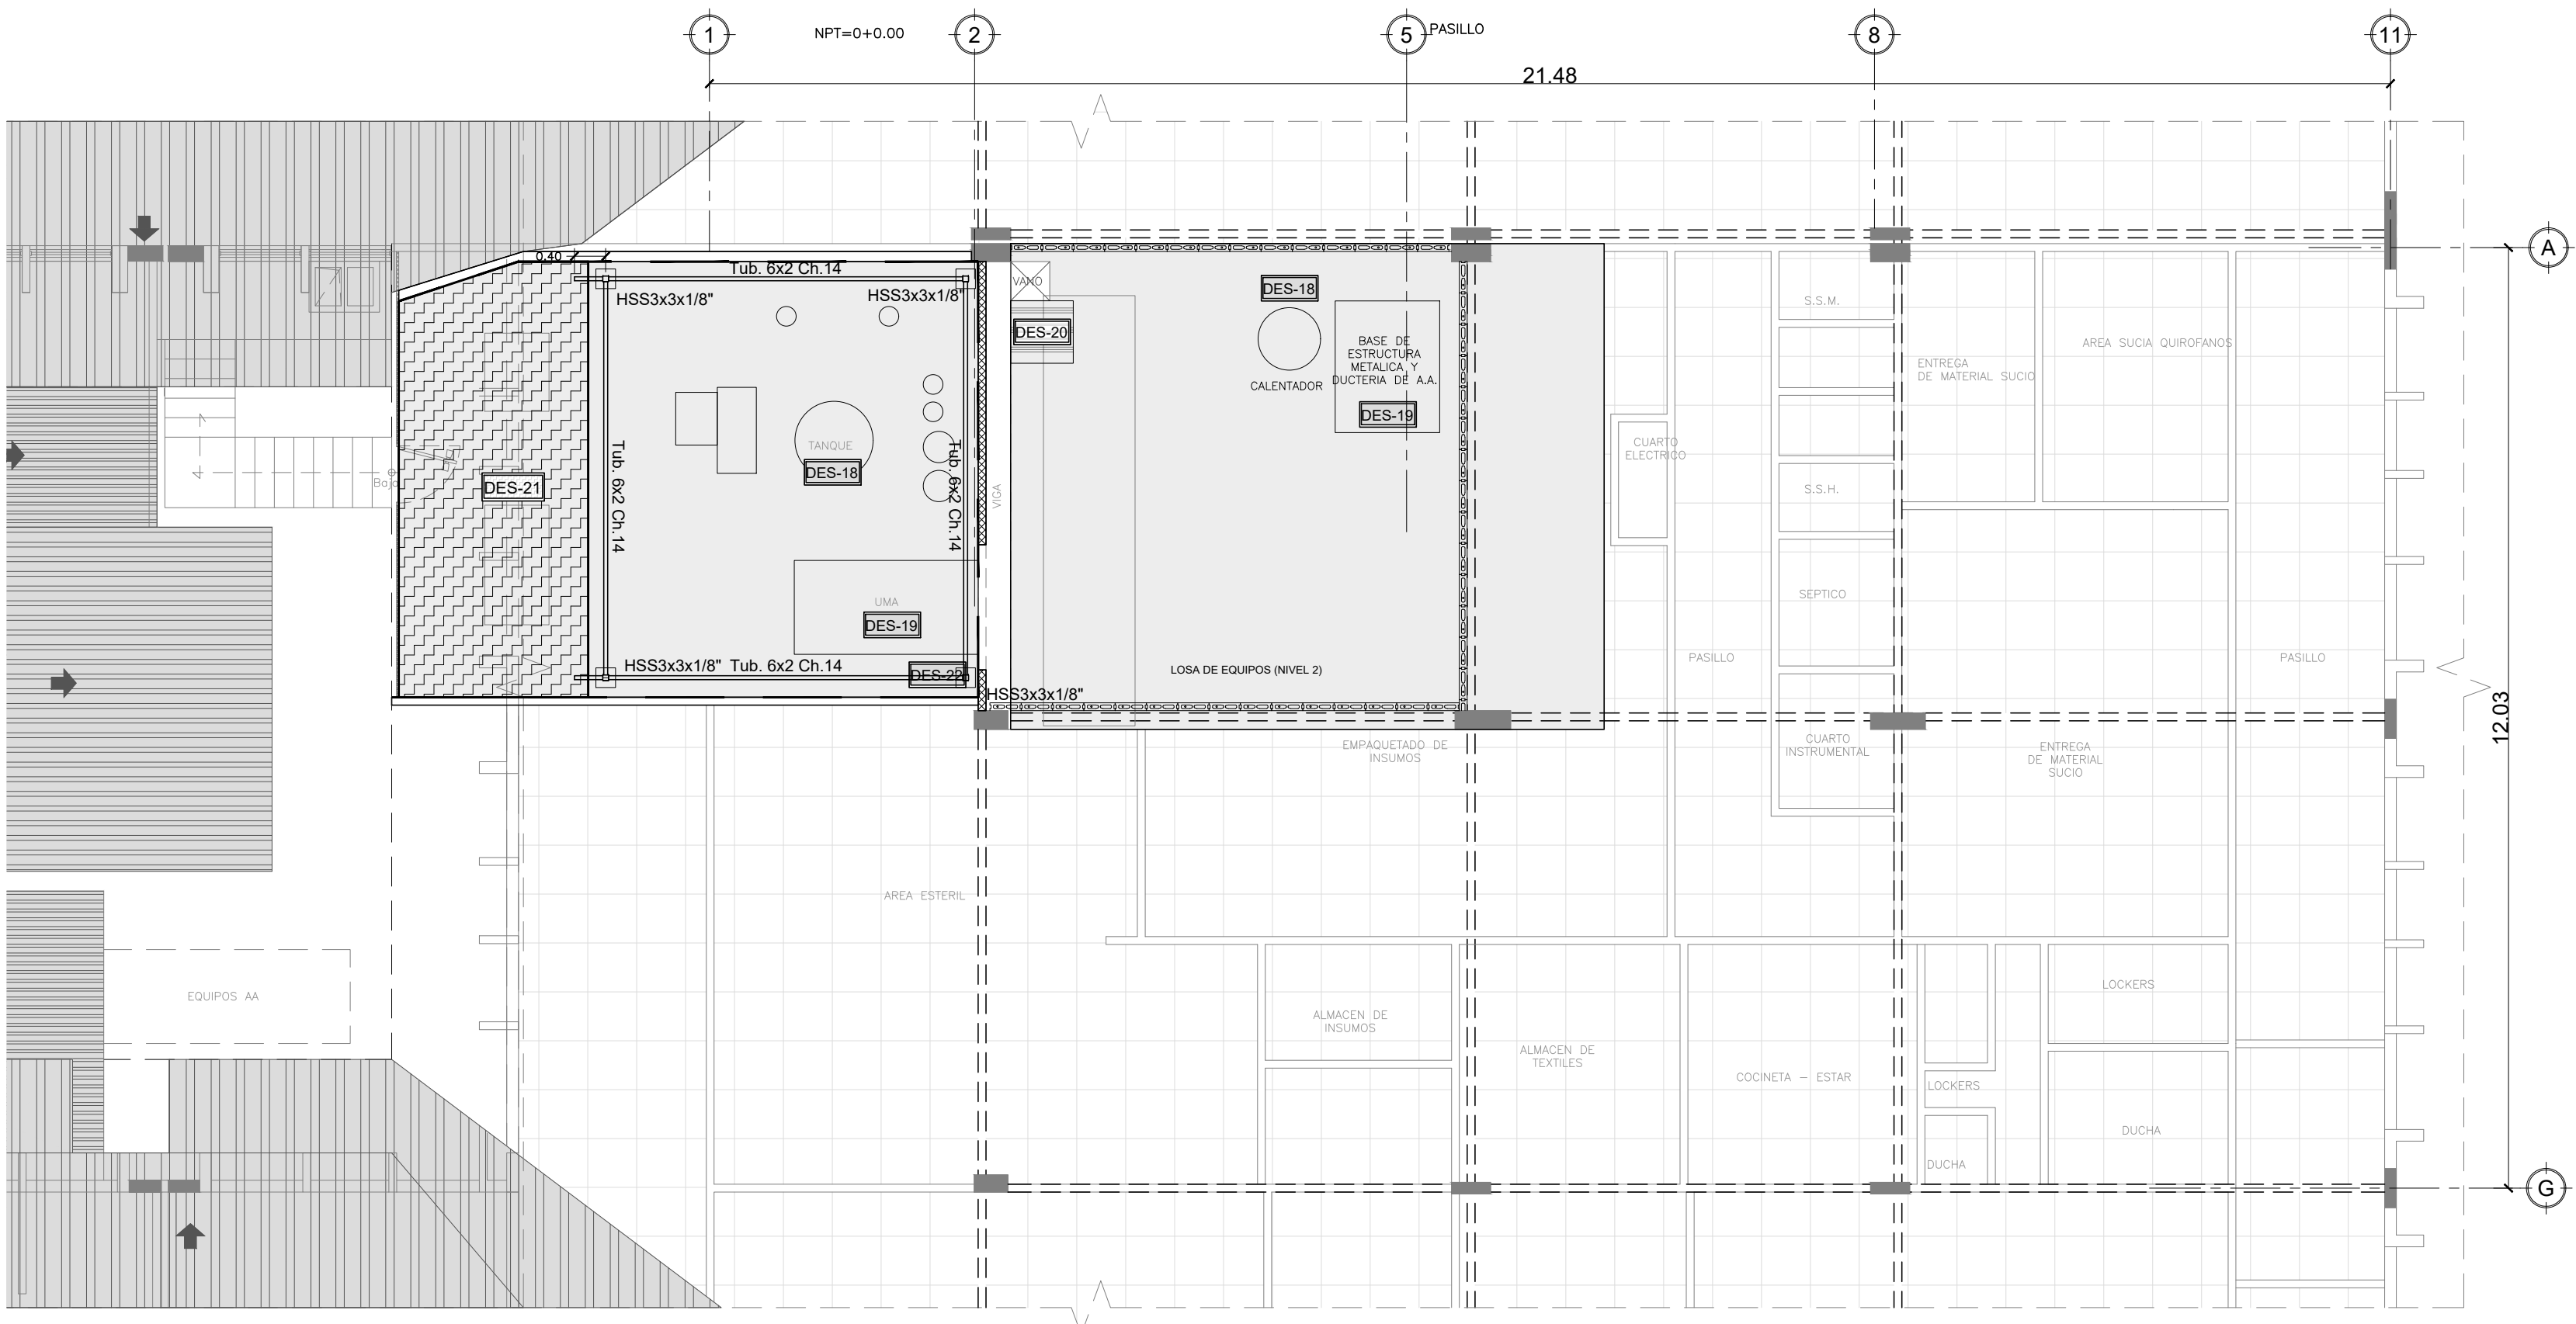 1
NPT=0+0.00
2
5
PASILLO
8
11
21.48
A
0.40
Tub. 6x2 Ch.14
HSS3x3x1/8"
HSS3x3x1/8"
VANO
DES-18
S.S.M.
DES-20
BASE DE
ESTRUCTURA
METALICA Y
DUCTERIA DE A.A.
CALENTADOR
AREA SUCIA QUIROFANOS
ENTREGA
DE MATERIAL SUCIO
DES-19
CUARTO
ELECTRICO
TANQUE
DES-18
Tub. 6x2 Ch.14
Tub. 6x2 Ch.14
Baja
DES-21
VIGA
S.S.H.
UMA
DES-19
SEPTICO
HSS3x3x1/8"
Tub. 6x2 Ch.14
DES-22
LOSA DE EQUIPOS (NIVEL 2)
PASILLO
PASILLO
HSS3x3x1/8"
12.03
EMPAQUETADO DE
INSUMOS
CUARTO
INSTRUMENTAL
ENTREGA
DE MATERIAL
SUCIO
AREA ESTERIL
EQUIPOS AA
LOCKERS
ALMACEN DE
INSUMOS
ALMACEN DE
TEXTILES
COCINETA - ESTAR
LOCKERS
DUCHA
DUCHA
G